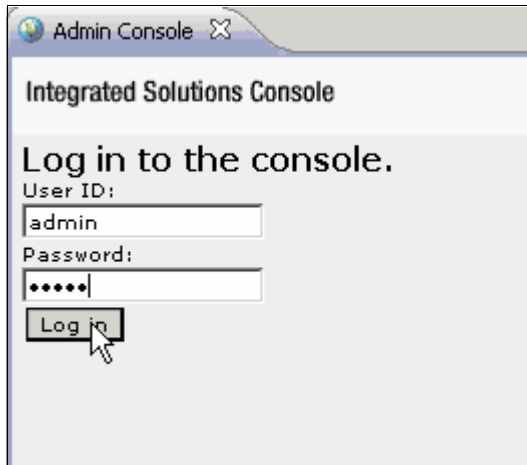 Admin Console
Integrated Solutions Console
Log in to the console.
User ID:
admin
Password:
•••••
Log in